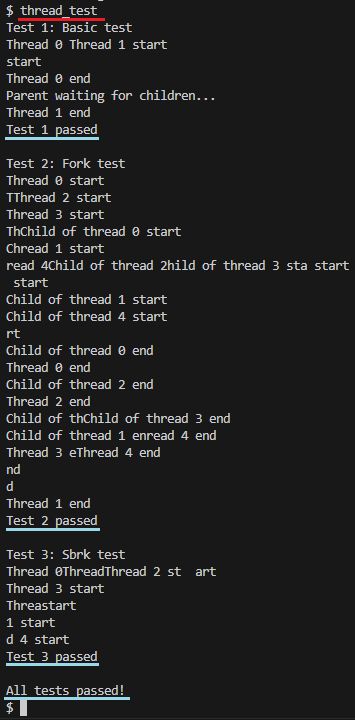 $ thread_test
Test 1: Basic test
Thread 0 Thread 1 start
start
Thread 0 end
Parent waiting for children...
Thread 1 end
Test 1 passed

Test 2: Fork test
Thread 0 start
TThread 2 start
Thread 3 start
ThChild of thread 0 start
Chread 1 start
read 4Child of thread 2hild of thread 3 sta start
 start
Child of thread 1 start
Child of thread 4 start
rt
Child of thread 0 end
Thread 0 end
Child of thread 2 end
Thread 2 end
Child of thChild of thread 3 end
Child of thread 1 enread 4 end
Thread 3 eThread 4 end
nd
d
Thread 1 end
Test 2 passed

Test 3: Sbrk test
Thread 0ThreadThread 2 st  art
Thread 3 start
Threastart
1 start
d 4 start
Test 3 passed

All tests passed!
$